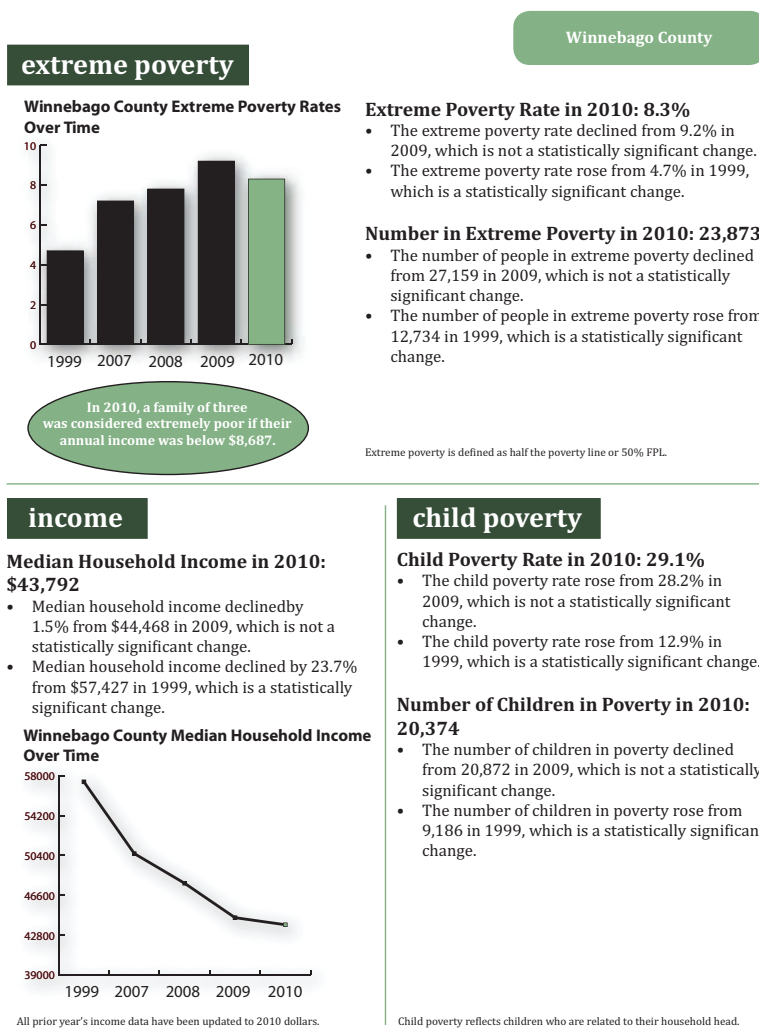 Winnebago County
extreme poverty
Winnebago County Extreme Poverty Rates
Over Time
10
8
6
4
2
0
1999 2007 2008 2009 2010
In 2010, a family of three
was considered extremely poor if their
annual income was below $8,687.
Extreme Poverty Rate in 2010: 8.3%
• The extreme poverty rate declined from 9.2% in
2009, which is not a statistically significant change.
• The extreme poverty rate rose from 4.7% in 1999,
which is a statistically significant change.
Number in Extreme Poverty in 2010: 23,873
• The number of people in extreme poverty declined
from 27,159 in 2009, which is not a statistically
significant change.
• The number of people in extreme poverty rose from
12,734 in 1999, which is a statistically significant
change.
Extreme poverty is defined as half the poverty line or 50% FPL.
income
Median Household Income in 2010:
$43,792
• Median household income declinedby
1.5% from $44,468 in 2009, which is not a
statistically significant change.
• Median household income declined by 23.7%
from $57,427 in 1999, which is a statistically
significant change.
Winnebago County Median Household Income
Over Time
58000
54200
50400
46600
42800
39000
1999 2007 2008 2009 2010
All prior year's income data have been updated to 2010 dollars.
child poverty
Child Poverty Rate in 2010: 29.1%
• The child poverty rate rose from 28.2% in
2009, which is not a statistically significant
change.
• The child poverty rate rose from 12.9% in
1999, which is a statistically significant change.
Number of Children in Poverty in 2010:
20,374
• The number of children in poverty declined
from 20,872 in 2009, which is not a statistically
significant change.
• The number of children in poverty rose from
9,186 in 1999, which is a statistically significan
change.
Child poverty reflects children who are related to their household head.